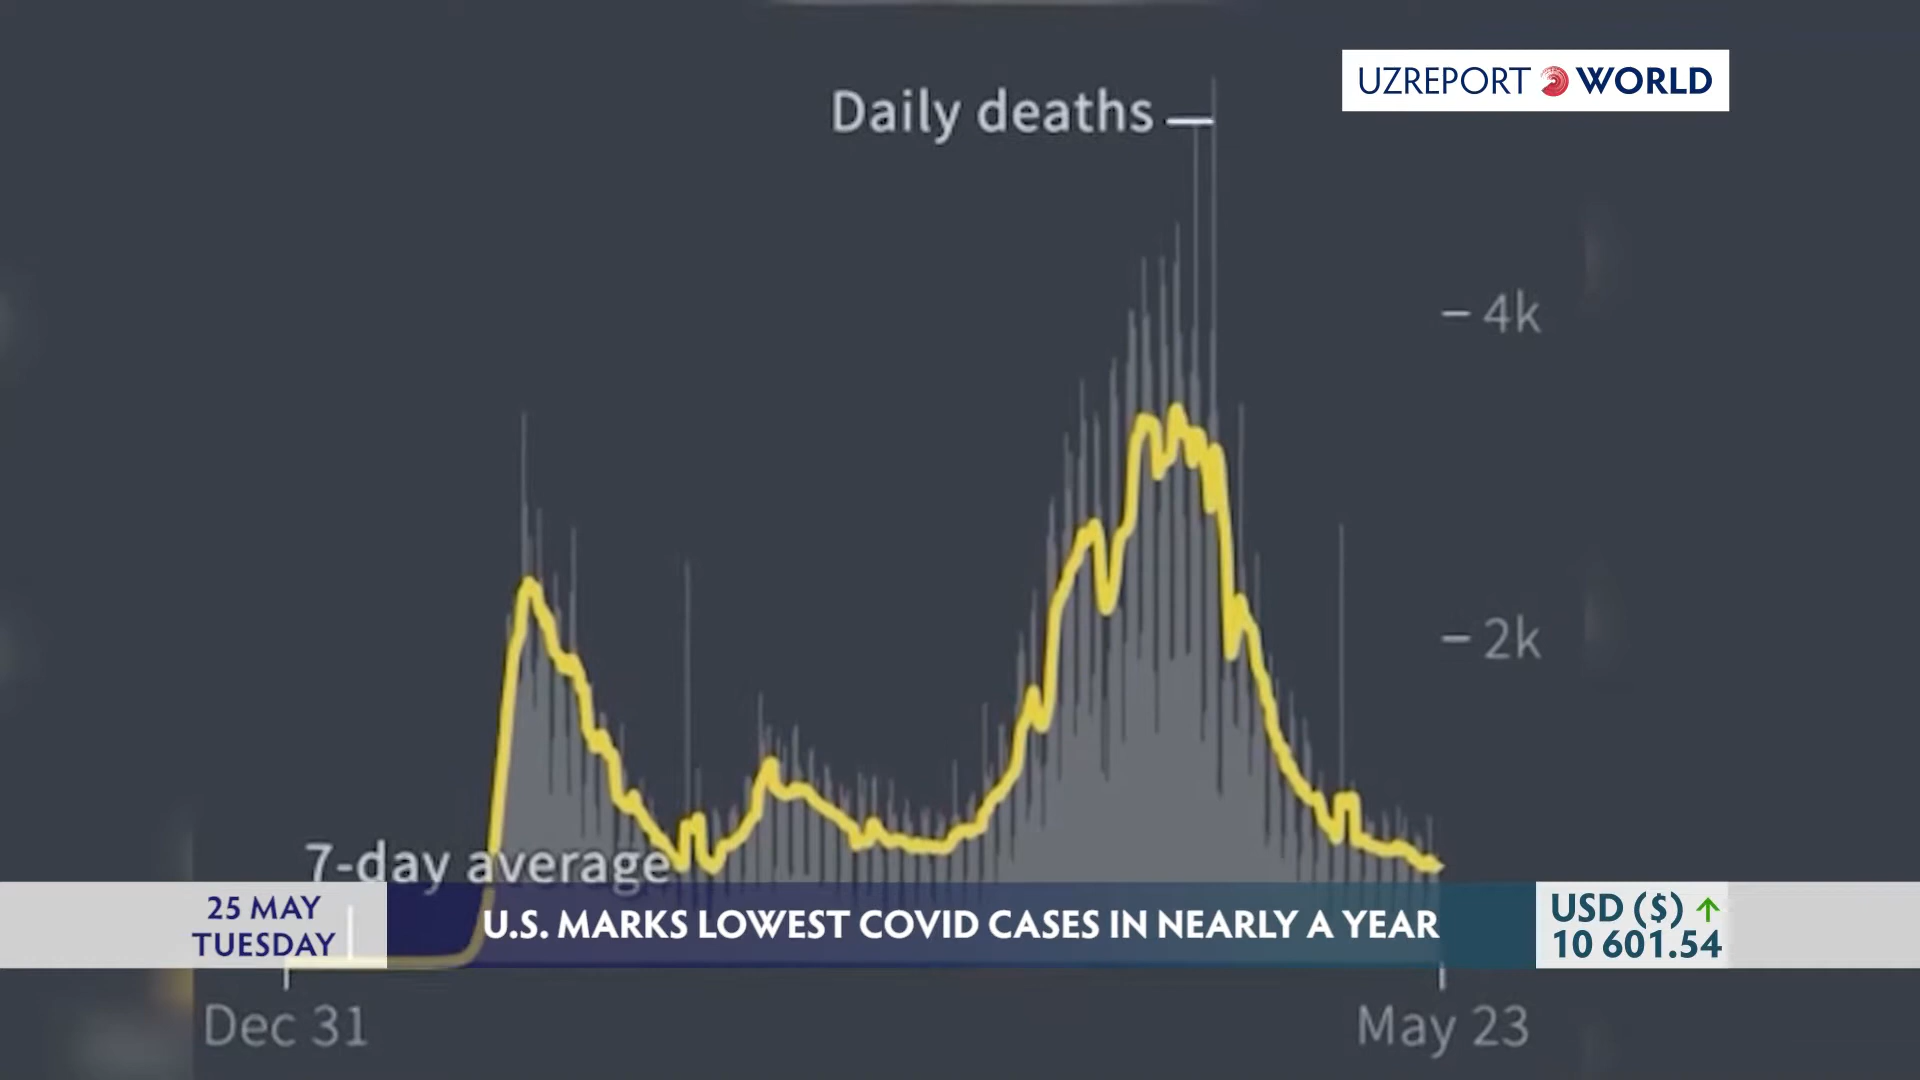 UZREPORT WORLD
Daily deaths
4k
2k
7-day average
25 MAY
TUESDAY
U.S. MARKS LOWEST COVID CASES IN NEARLY A YEAR
USD ($) ↑
10 601.54
Dec 31
May 23